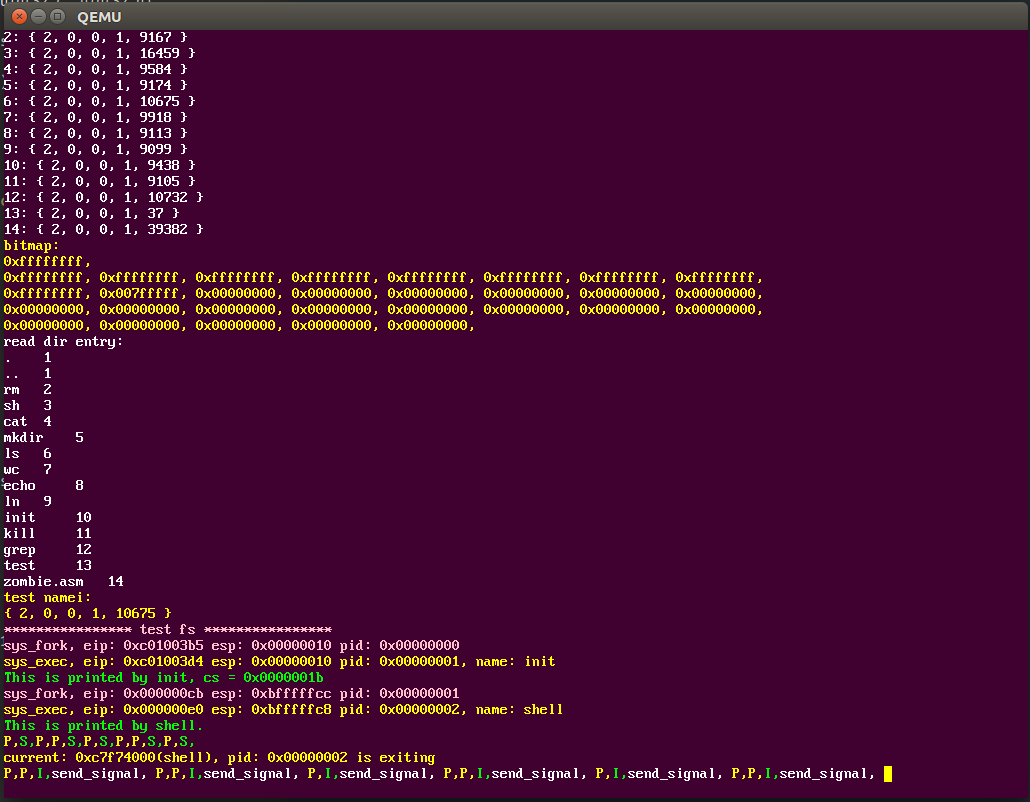 QEMU
2: { 2, 0, 0, 1, 9167 }
3: { 2, 0, 0, 1, 16459 }
4: { 2, 0, 0, 1, 9584 }
5: { 2, 0, 0, 1, 9174 }
6: { 2, 0, 0, 1, 10675 }
7: { 2, 0, 0, 1, 9918 }
8: { 2, 0, 0, 1, 9113 }
9: { 2, 0, 0, 1, 9099 }
10: { 2, 0, 0, 1, 9438 }
11: { 2, 0, 0, 1, 9105 }
12: { 2, 0, 0, 1, 10732 }
13: { 2, 0, 0, 1, 37 }
14: { 2, 0, 0, 1, 39382 }
bitmap:
0xffffffff,
0xffffffff, 0xffffffff, 0xffffffff, 0xffffffff, 0xffffffff, 0xffffffff, 0xffffffff, 0xffffffff,
0xffffffff, 0x007fffff, 0x00000000, 0x00000000, 0x00000000, 0x00000000, 0x00000000, 0x00000000,
0x00000000, 0x00000000, 0x00000000, 0x00000000, 0x00000000, 0x00000000, 0x00000000, 0x00000000,
0x00000000, 0x00000000, 0x00000000, 0x00000000, 0x00000000,
read dir entry:
.    1
..   1
rm   2
sh   3
cat  4
mkdir    5
ls   6
wc   7
echo     8
ln   9
init     10
kill     11
grep     12
test     13
zombie.asm   14
test namei:
{ 2, 0, 0, 1, 10675 }
**************** test fs ****************
sys_fork, eip: 0xc01003b5 esp: 0x00000010 pid: 0x00000000
sys_exec, eip: 0xc01003d4 esp: 0x00000010 pid: 0x00000001, name: init
This is printed by init, cs = 0x0000001b
sys_fork, eip: 0x000000cb esp: 0xbfffffcc pid: 0x00000001
sys_exec, eip: 0x000000e0 esp: 0xbfffffc8 pid: 0x00000002, name: shell
This is printed by shell.
P,S,P,P,S,P,S,P,P,S,P,S,
current: 0xc7f74000(shell), pid: 0x00000002 is exiting
P,P,I,send_signal, P,P,I,send_signal, P,I,send_signal, P,P,I,send_signal, P,I,send_signal, P,P,I,send_signal,